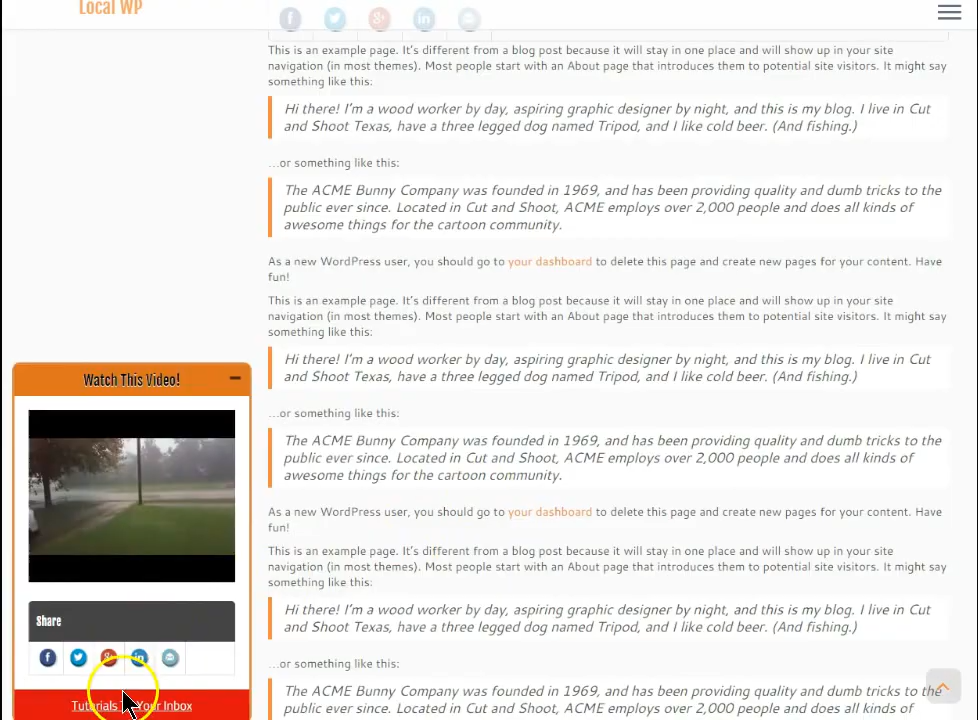 Local WP
This is an example page. It's different from a blog post because it will stay in one place and will show up in your site
navigation (in most themes). Most people start with an About page that introduces them to potential site visitors. It might say
something like this:
Hi there! I'm a wood worker by day, aspiring graphic designer by night, and this is my blog. I live in Cut
and Shoot Texas, have a three legged dog named Tripod, and I like cold beer. (And fishing.)
...or something like this:
The ACME Bunny Company was founded in 1969, and has been providing quality and dumb tricks to the
public ever since. Located in Cut and Shoot, ACME employs over 2,000 people and does all kinds of
awesome things for the cartoon community.
As a new WordPress user, you should go to your dashboard to delete this page and create new pages for your content. Have
fun!
This is an example page. It's different from a blog post because it will stay in one place and will show up in your site
navigation (in most themes). Most people start with an About page that introduces them to potential site visitors. It might say
something like this:
Hi there! I'm a wood worker by day, aspiring graphic designer by night, and this is my blog. I live in Cut
and Shoot Texas, have a three legged dog named Tripod, and I like cold beer. (And fishing.)
...or something like this:
The ACME Bunny Company was founded in 1969, and has been providing quality and dumb tricks to the
public ever since. Located in Cut and Shoot, ACME employs over 2,000 people and does all kinds of
awesome things for the cartoon community.
As a new WordPress user, you should go to your dashboard to delete this page and create new pages for your content. Have
fun!
This is an example page. It's different from a blog post because it will stay in one place and will show up in your site
navigation (in most themes). Most people start with an About page that introduces them to potential site visitors. It might say
something like this:
Hi there! I'm a wood worker by day, aspiring graphic designer by night, and this is my blog. I live in Cut
and Shoot Texas, have a three legged dog named Tripod, and I like cold beer. (And fishing.)
...or something like this:
The ACME Bunny Company was founded in 1969, and has been providing quality and dumb tricks to the
public ever since. Located in Cut and Shoot, ACME employs over 2,000 people and does all kinds of
Watch This Video!
Share
Tutorials Your Inbox